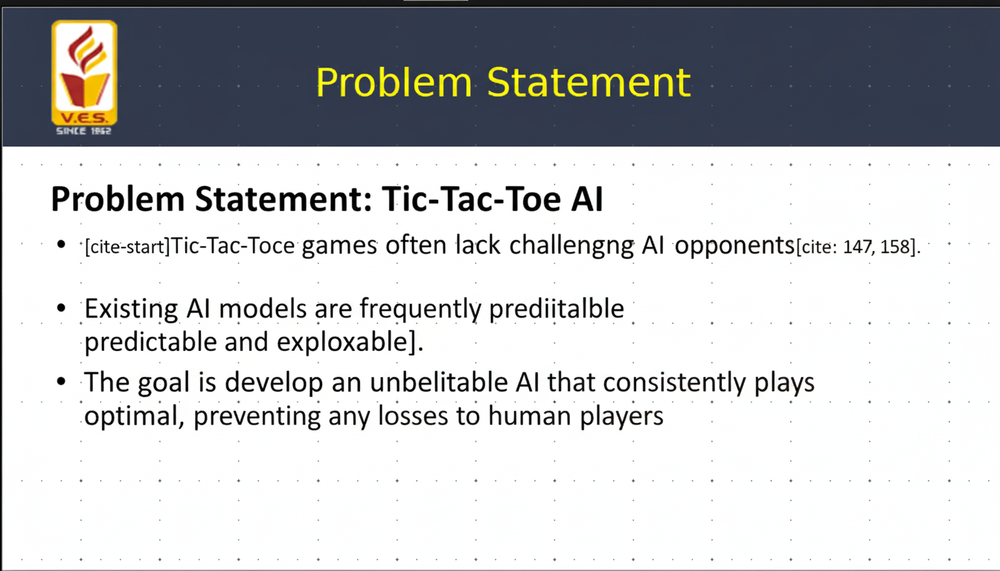 V.E.S.
SINCE 1962
Problem Statement
Problem Statement: Tic-Tac-Toe AI
• [cite-start]Tic-Tac-Toce games often lack challengng AI opponents[cite: 147, 158].
• Existing AI models are frequently prediitalble
predictable and exploxable].
• The goal is develop an unbelitable AI that consistently plays
optimal, preventing any losses to human players